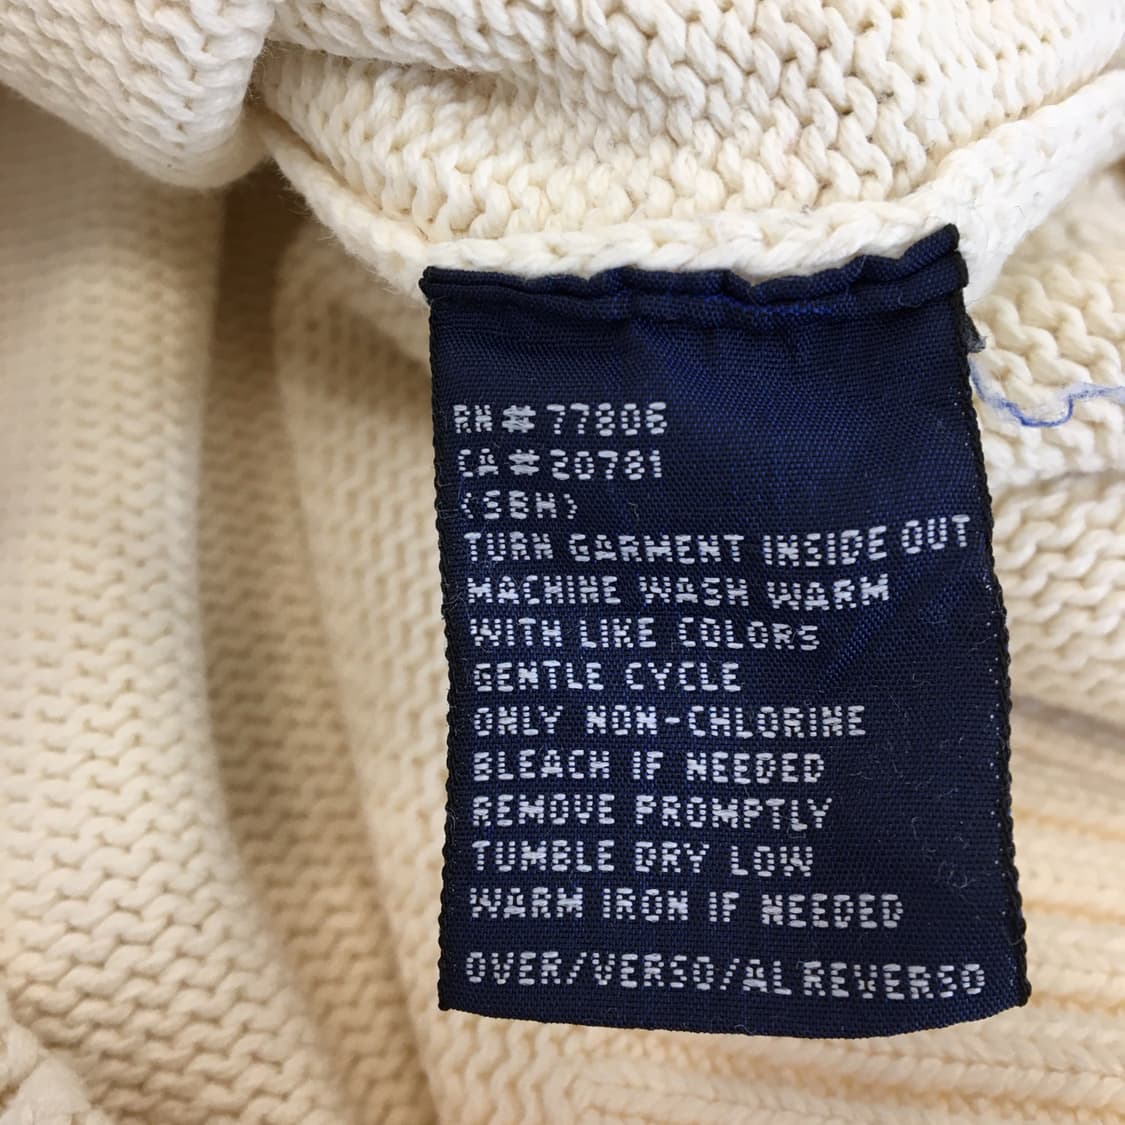 RN # 77806
CA # 20781
(SBH)
TURN GARMENT INSIDE OUT
MACHINE WASH WARM
WITH LIKE COLORS
GENTLE CYCLE
ONLY NON-CHLORINE
BLEACH IF NEEDED
REMOVE PROMPTLY
TUMBLE DRY LOW
WARM IRON IF NEEDED
OVER/VERSO/AL REVERSO